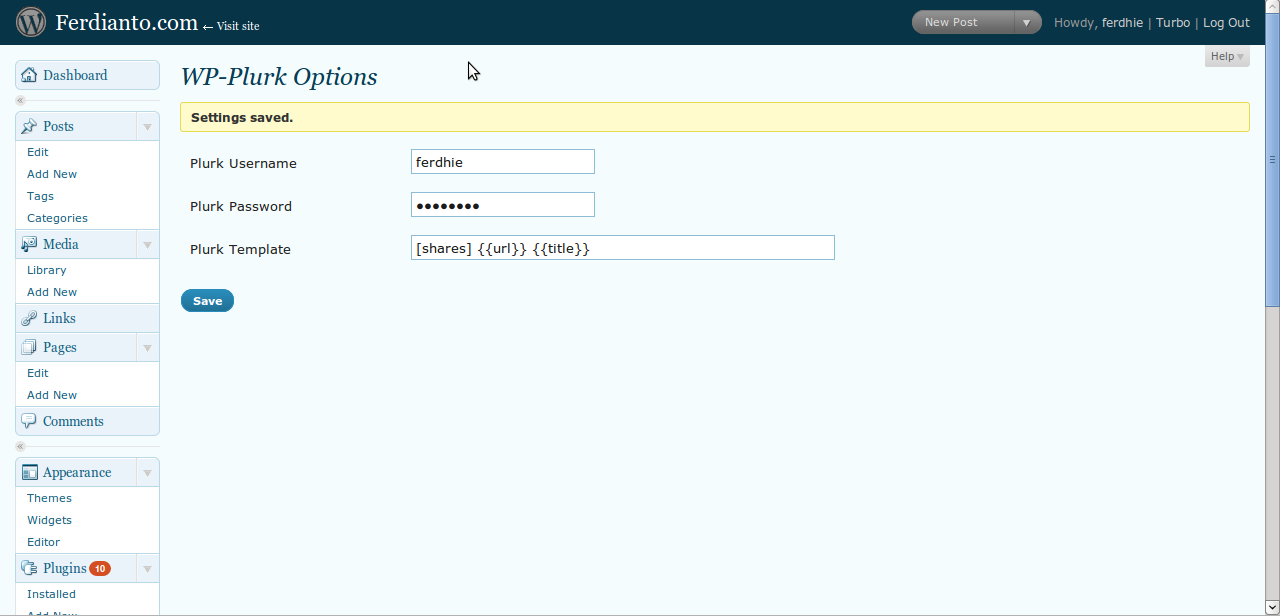 Ferdianto.com ← Visit site
New Post
Howdy, ferdhie | Turbo | Log Out
Help
Dashboard
Posts
Edit
Add New
Tags
Categories
Media
Library
Add New
Links
Pages
Edit
Add New
Comments
Appearance
Themes
Widgets
Editor
Plugins 10
Installed
Add New
WP-Plurk Options
Settings saved.
Plurk Username ferdhie
Plurk Password ●●●●●●●●
Plurk Template [shares] {{url}} {{title}}
Save